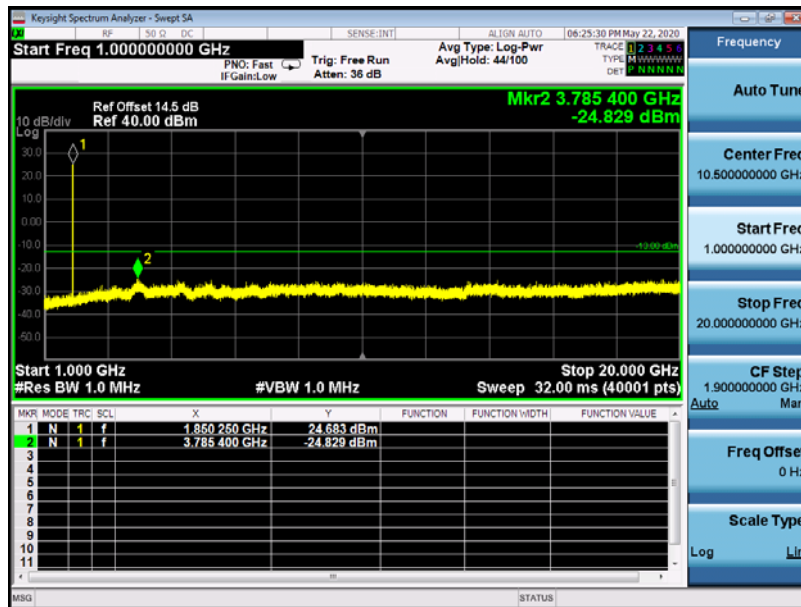 Keysight Spectrum Analyzer - Swept SA
RF 50 Ω DC SENSE:INT ALIGN AUTO 06:25:30 PM May 22, 2020
Start Freq 1.000000000 GHz
PNO: Fast
IFGain:Low
Trig: Free Run
Atten: 36 dB
Avg Type: Log-Pwr
Avg|Hold: 44/100
TRACE 1 2 3 4 5 6
TYPE M W W W W W
DET P N N N N N
Ref Offset 14.5 dB
Ref 40.00 dBm
10 dB/div
Log
Mkr2 3.785 400 GHz
-24.829 dBm
1
30.0
20.0
10.0
0.00
-10.0
-13.00 dBm
2
-20.0
-30.0
-40.0
-50.0
Start 1.000 GHz Stop 20.000 GHz
#Res BW 1.0 MHz #VBW 1.0 MHz Sweep 32.00 ms (40001 pts)
MKR MODE TRC SCL X Y FUNCTION FUNCTION WIDTH FUNCTION VALUE
1 N 1 f 1.850 250 GHz 24.683 dBm
2 N 1 f 3.785 400 GHz -24.829 dBm
3
4
5
6
7
8
9
10
11
MSG STATUS
Frequency
Auto Tune
Center Freq
10.500000000 GHz
Start Freq
1.000000000 GHz
Stop Freq
20.000000000 GHz
CF Step
1.900000000 GHz
Auto Man
Freq Offset
0 Hz
Scale Type
Log Lin